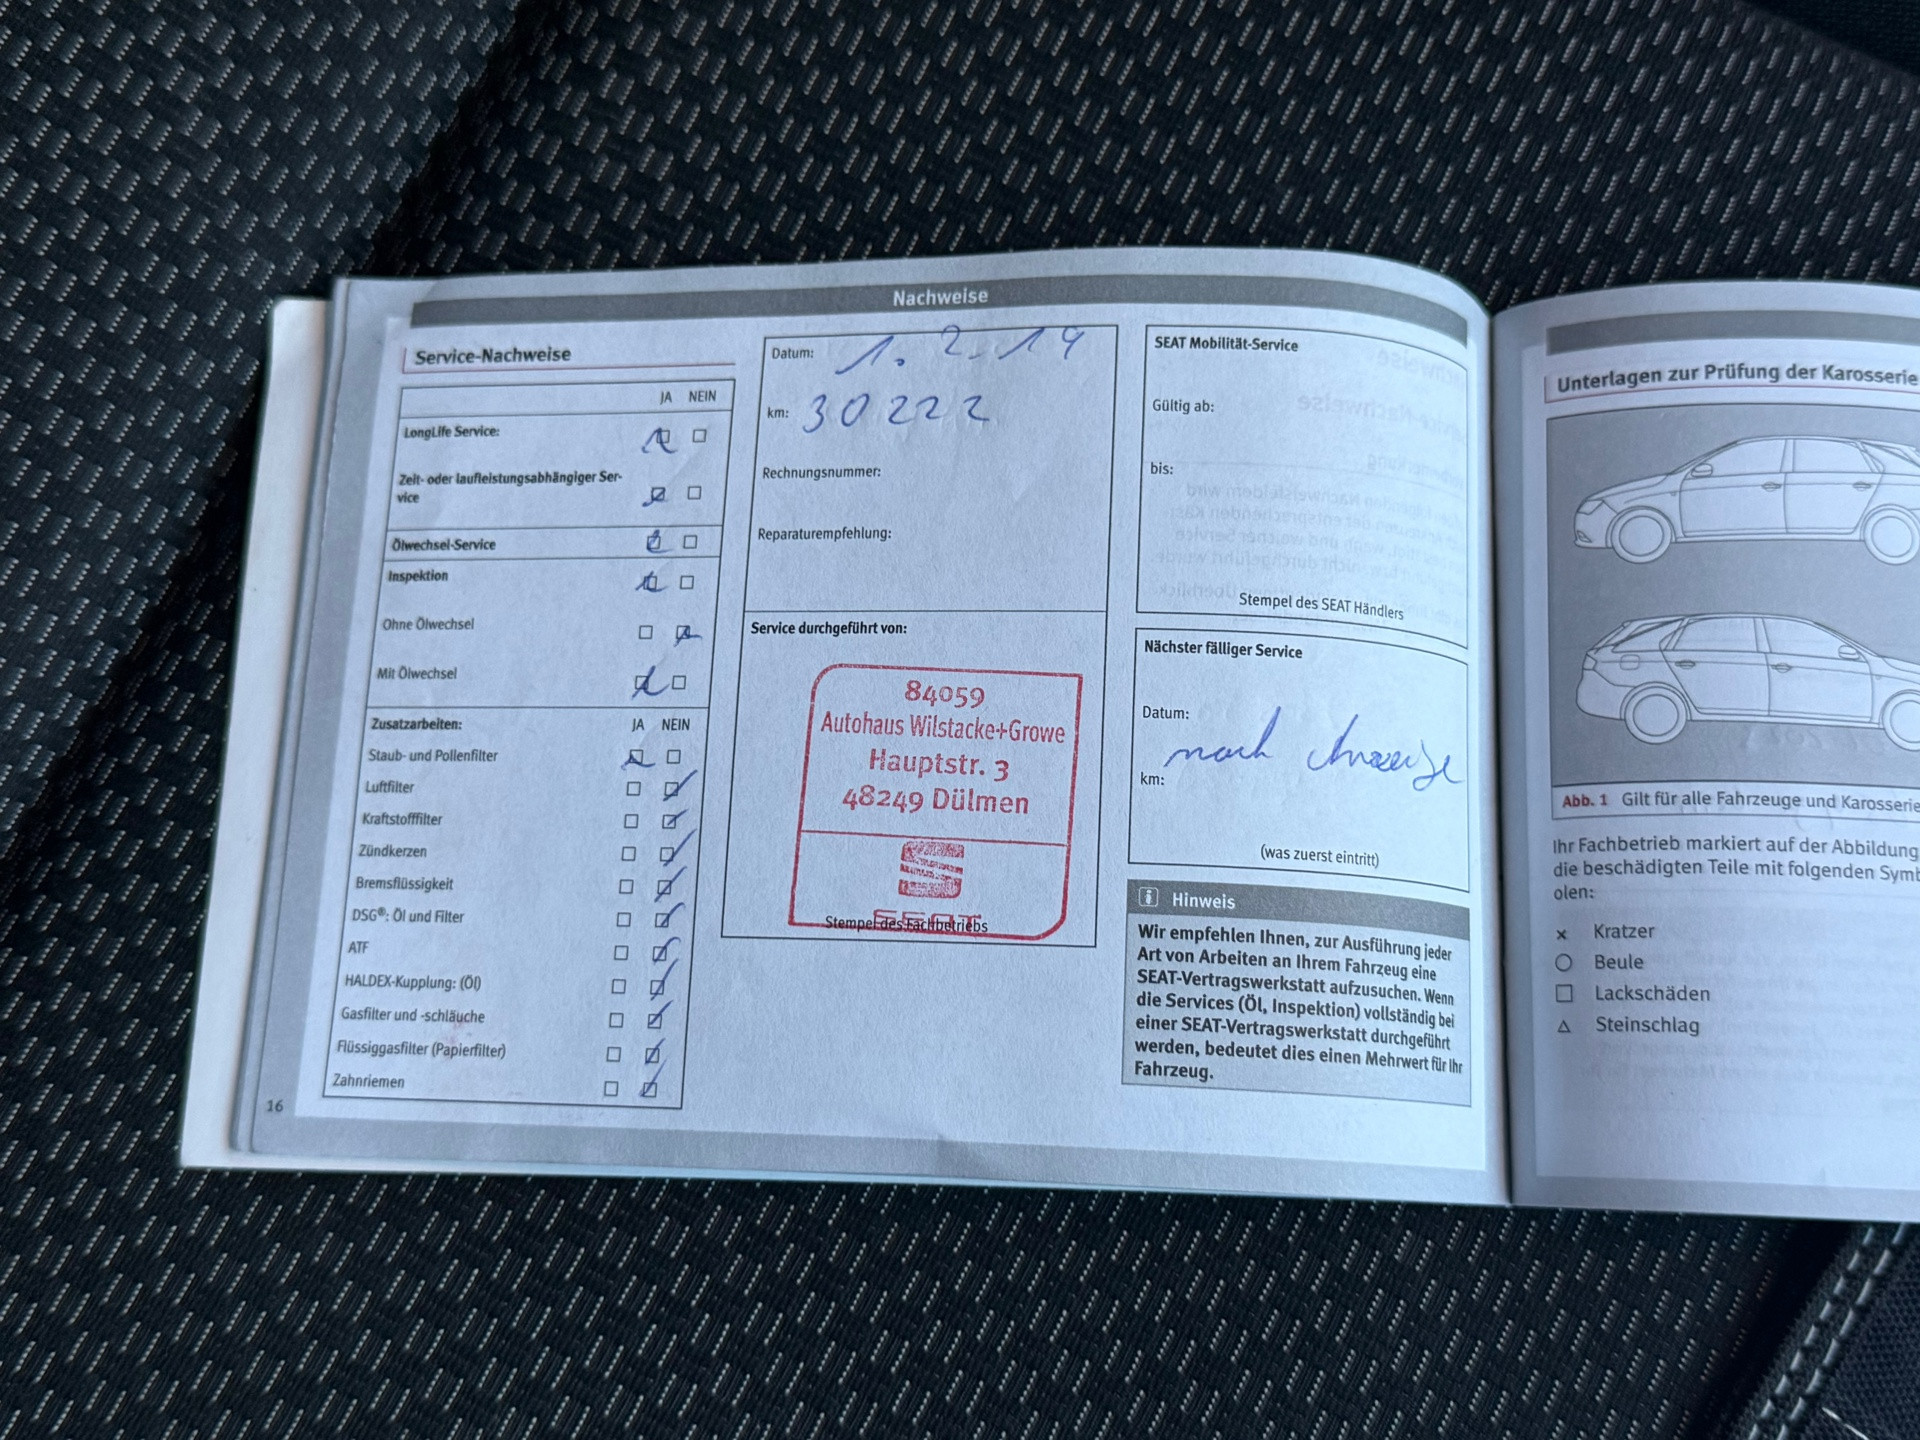 Nachweise
Service-Nachweise
JA NEIN
LongLife Service:
Zeit- oder laufleistungsabhängiger Ser-
vice
Ölwechsel-Service
Inspektion
Ohne Ölwechsel
Mit Ölwechsel
Zusatzarbeiten: JA NEIN
Staub- und Pollenfilter
Luftfilter
Kraftstofffilter
Zündkerzen
Bremsflüssigkeit
DSG®: Öl und Filter
ATF
HALDEX-Kupplung: (Öl)
Gasfilter und -schläuche
Flüssiggasfilter (Papierfilter)
Zahnriemen
16
Datum: 1. 2. 14
km: 30222
Rechnungsnummer:
Reparaturempfehlung:
Service durchgeführt von:
84059
Autohaus Wilstacke+Growe
Hauptstr. 3
48249 Dülmen
SEAT
Stempel des Fachbetriebs
SEAT Mobilität-Service
Gültig ab:
bis:
Stempel des SEAT Händlers
Nächster fälliger Service
Datum:
nach Anzeige
km:
(was zuerst eintritt)
Hinweis
Wir empfehlen Ihnen, zur Ausführung jeder
Art von Arbeiten an Ihrem Fahrzeug eine
SEAT-Vertragswerkstatt aufzusuchen. Wenn
die Services (Öl, Inspektion) vollständig bei
einer SEAT-Vertragswerkstatt durchgeführt
werden, bedeutet dies einen Mehrwert für Ihr
Fahrzeug.
Unterlagen zur Prüfung der Karosserie
Abb. 1 Gilt für alle Fahrzeuge und Karosserie
Ihr Fachbetrieb markiert auf der Abbildung
die beschädigten Teile mit folgenden Symb
olen:
× Kratzer
○ Beule
□ Lackschäden
△ Steinschlag